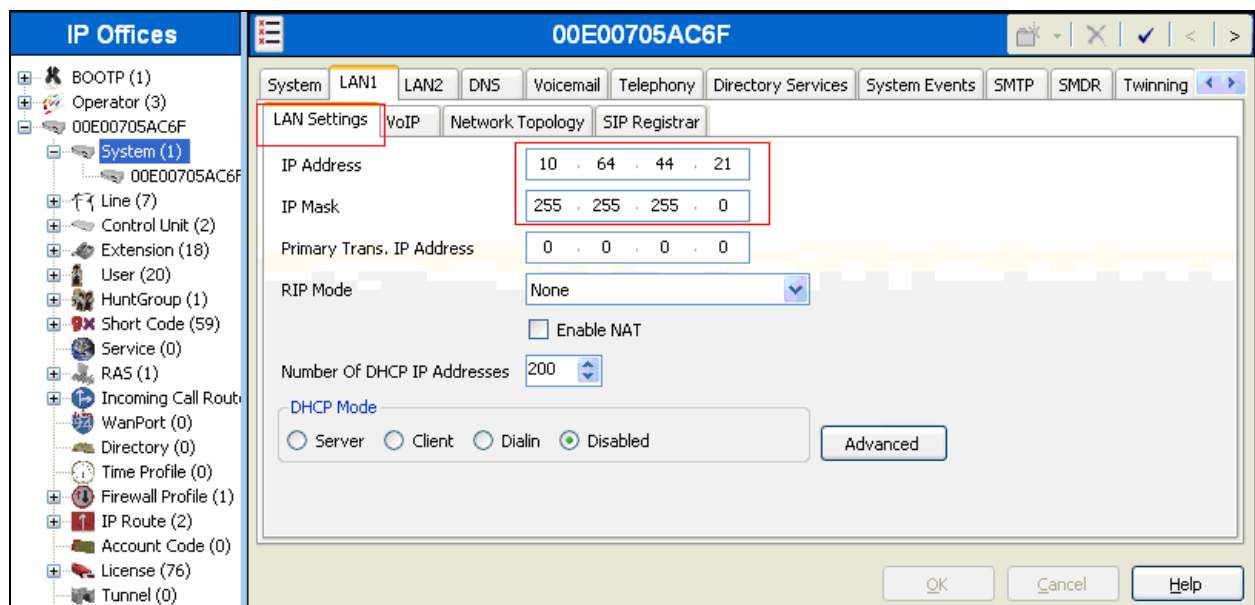 IP Offices
BOOTP (1)
Operator (3)
00E00705AC6F
System (1)
00E00705AC6F
Line (7)
Control Unit (2)
Extension (18)
User (20)
HuntGroup (1)
Short Code (59)
Service (0)
RAS (1)
Incoming Call Route
WanPort (0)
Directory (0)
Time Profile (0)
Firewall Profile (1)
IP Route (2)
Account Code (0)
License (76)
Tunnel (0)
00E00705AC6F
System LAN1 LAN2 DNS Voicemail Telephony Directory Services System Events SMTP SMDR Twinning
LAN Settings VoIP Network Topology SIP Registrar
IP Address 10 . 64 . 44 . 21
IP Mask 255 . 255 . 255 . 0
Primary Trans. IP Address 0 . 0 . 0 . 0
RIP Mode None
Enable NAT
Number Of DHCP IP Addresses 200
DHCP Mode
Server Client Dialin Disabled Advanced
OK Cancel Help